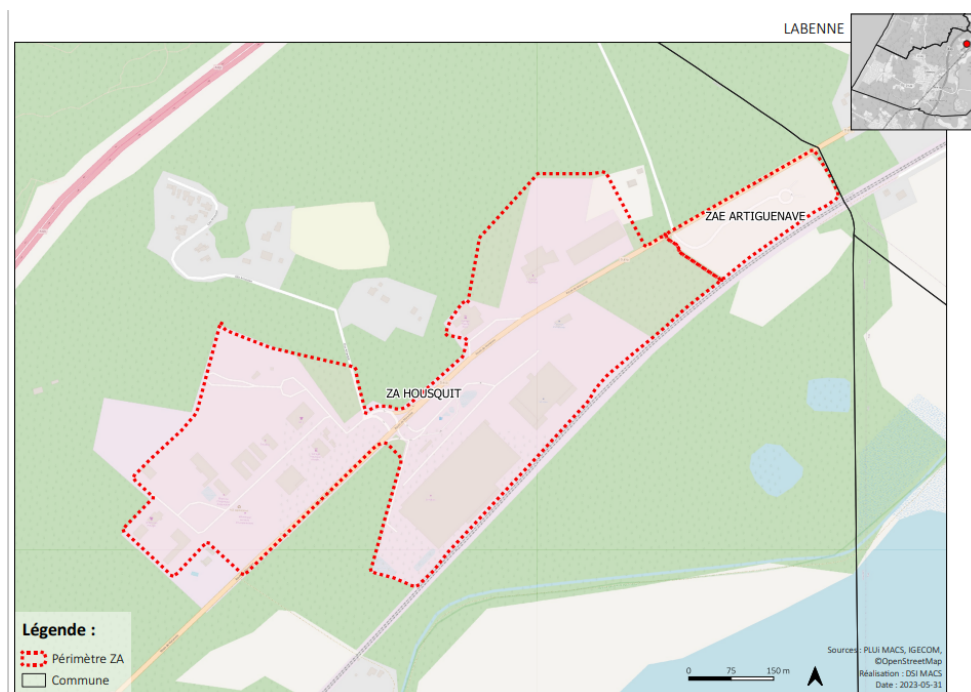 LABENNE
ZAE ARTIGUENAVE
ZA HOUSQUIT
Légende :
Périmètre ZA
Commune
0 75 150 m
Sources : PLUi MACS, IGECOM,
©OpenStreetMap
Réalisation : DSI MACS
Date : 2023-05-31